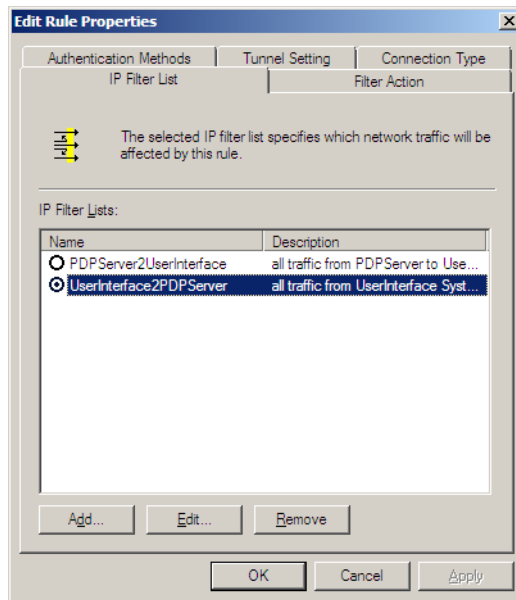 Edit Rule Properties
Authentication Methods Tunnel Setting Connection Type
IP Filter List Filter Action
The selected IP filter list specifies which network traffic will be
affected by this rule.
IP Filter Lists:
Name Description
PDPServer2UserInterface all traffic from PDPServer to Use...
UserInterface2PDPServer all traffic from UserInterface Syst...
Add... Edit... Remove
OK Cancel Apply